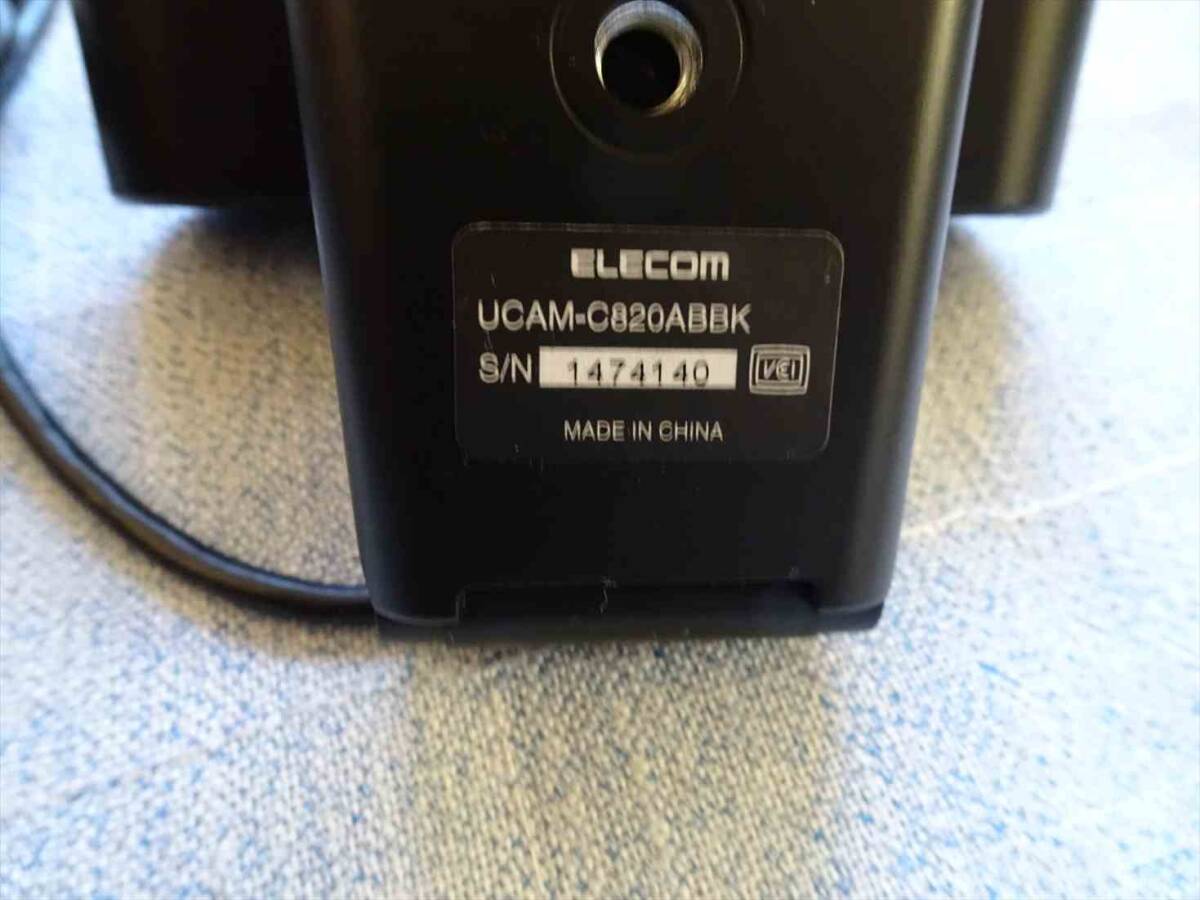 ELECOM
UCAM-C820ABBK
S/N 1474140 VCI
MADE IN CHINA